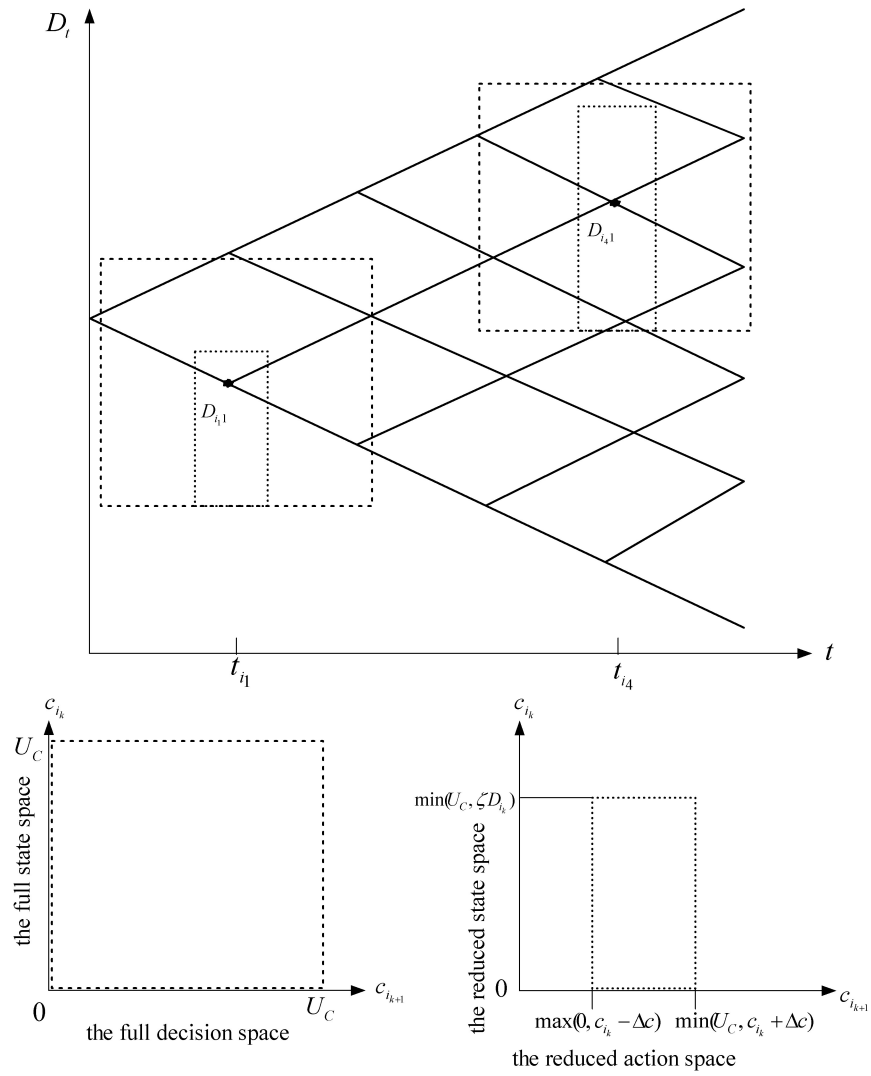 D_t
D_{i_4 1}
D_{i_1 1}
t
t_{i_1}
t_{i_4}
c_{i_k}
U_C
the full state space
0
U_C
c_{i_{k+1}}
the full decision space
c_{i_k}
min(U_C, ζD_{i_k})
the reduced state space
0
max(0, c_{i_k} − Δc)
min(U_C, c_{i_k} + Δc)
c_{i_{k+1}}
the reduced action space